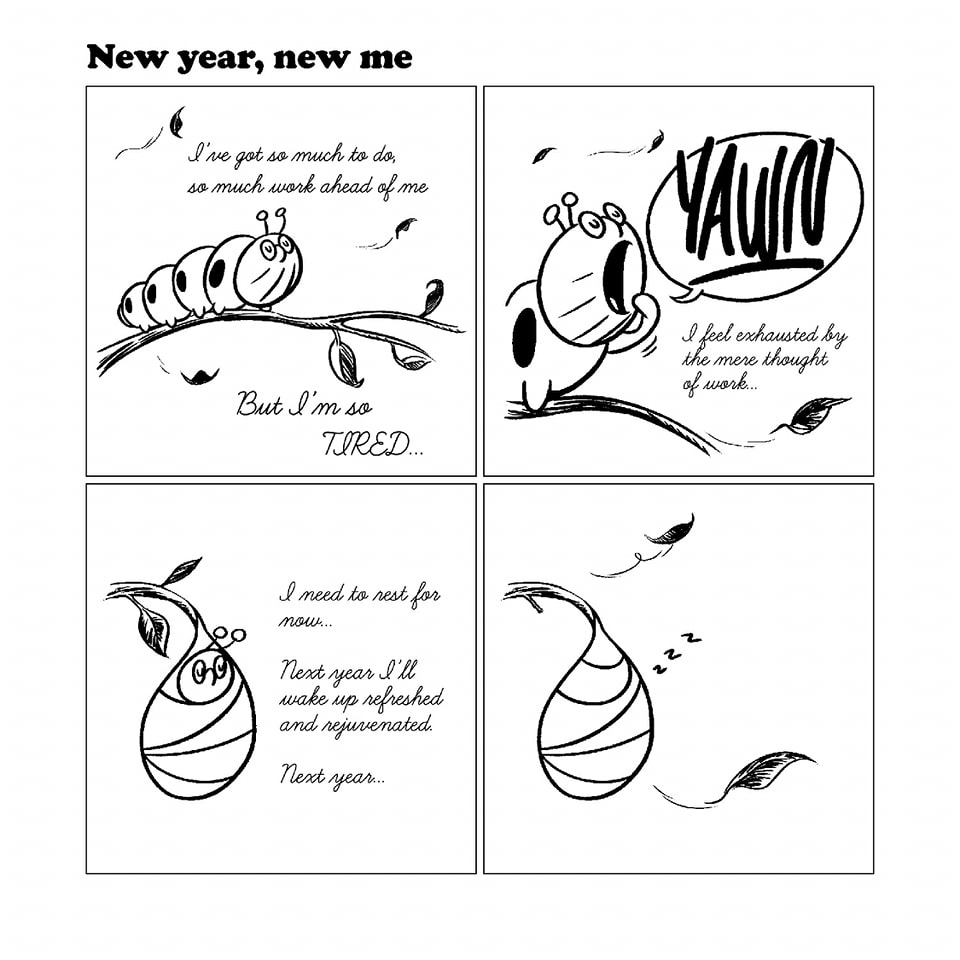 New year, new me
I've got so much to do,
so much work ahead of me
But I'm so
TIRED...
YAWN
I feel exhausted by
the mere thought
of work...
I need to rest for
now...
Next year I'll
wake up refreshed
and rejuvenated.
Next year...
z z z